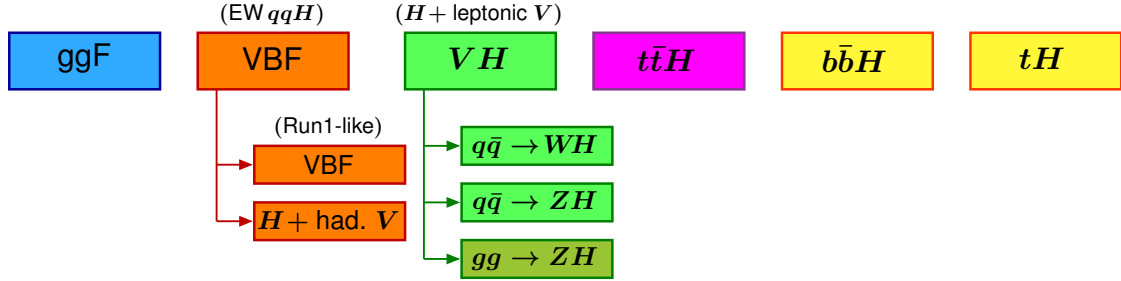 (EW qqH) (H+ leptonic V)
ggF VBF VH tt̄H bb̄H tH
(Run1-like)
VBF
H+ had. V
qq̄ → WH
qq̄ → ZH
gg → ZH